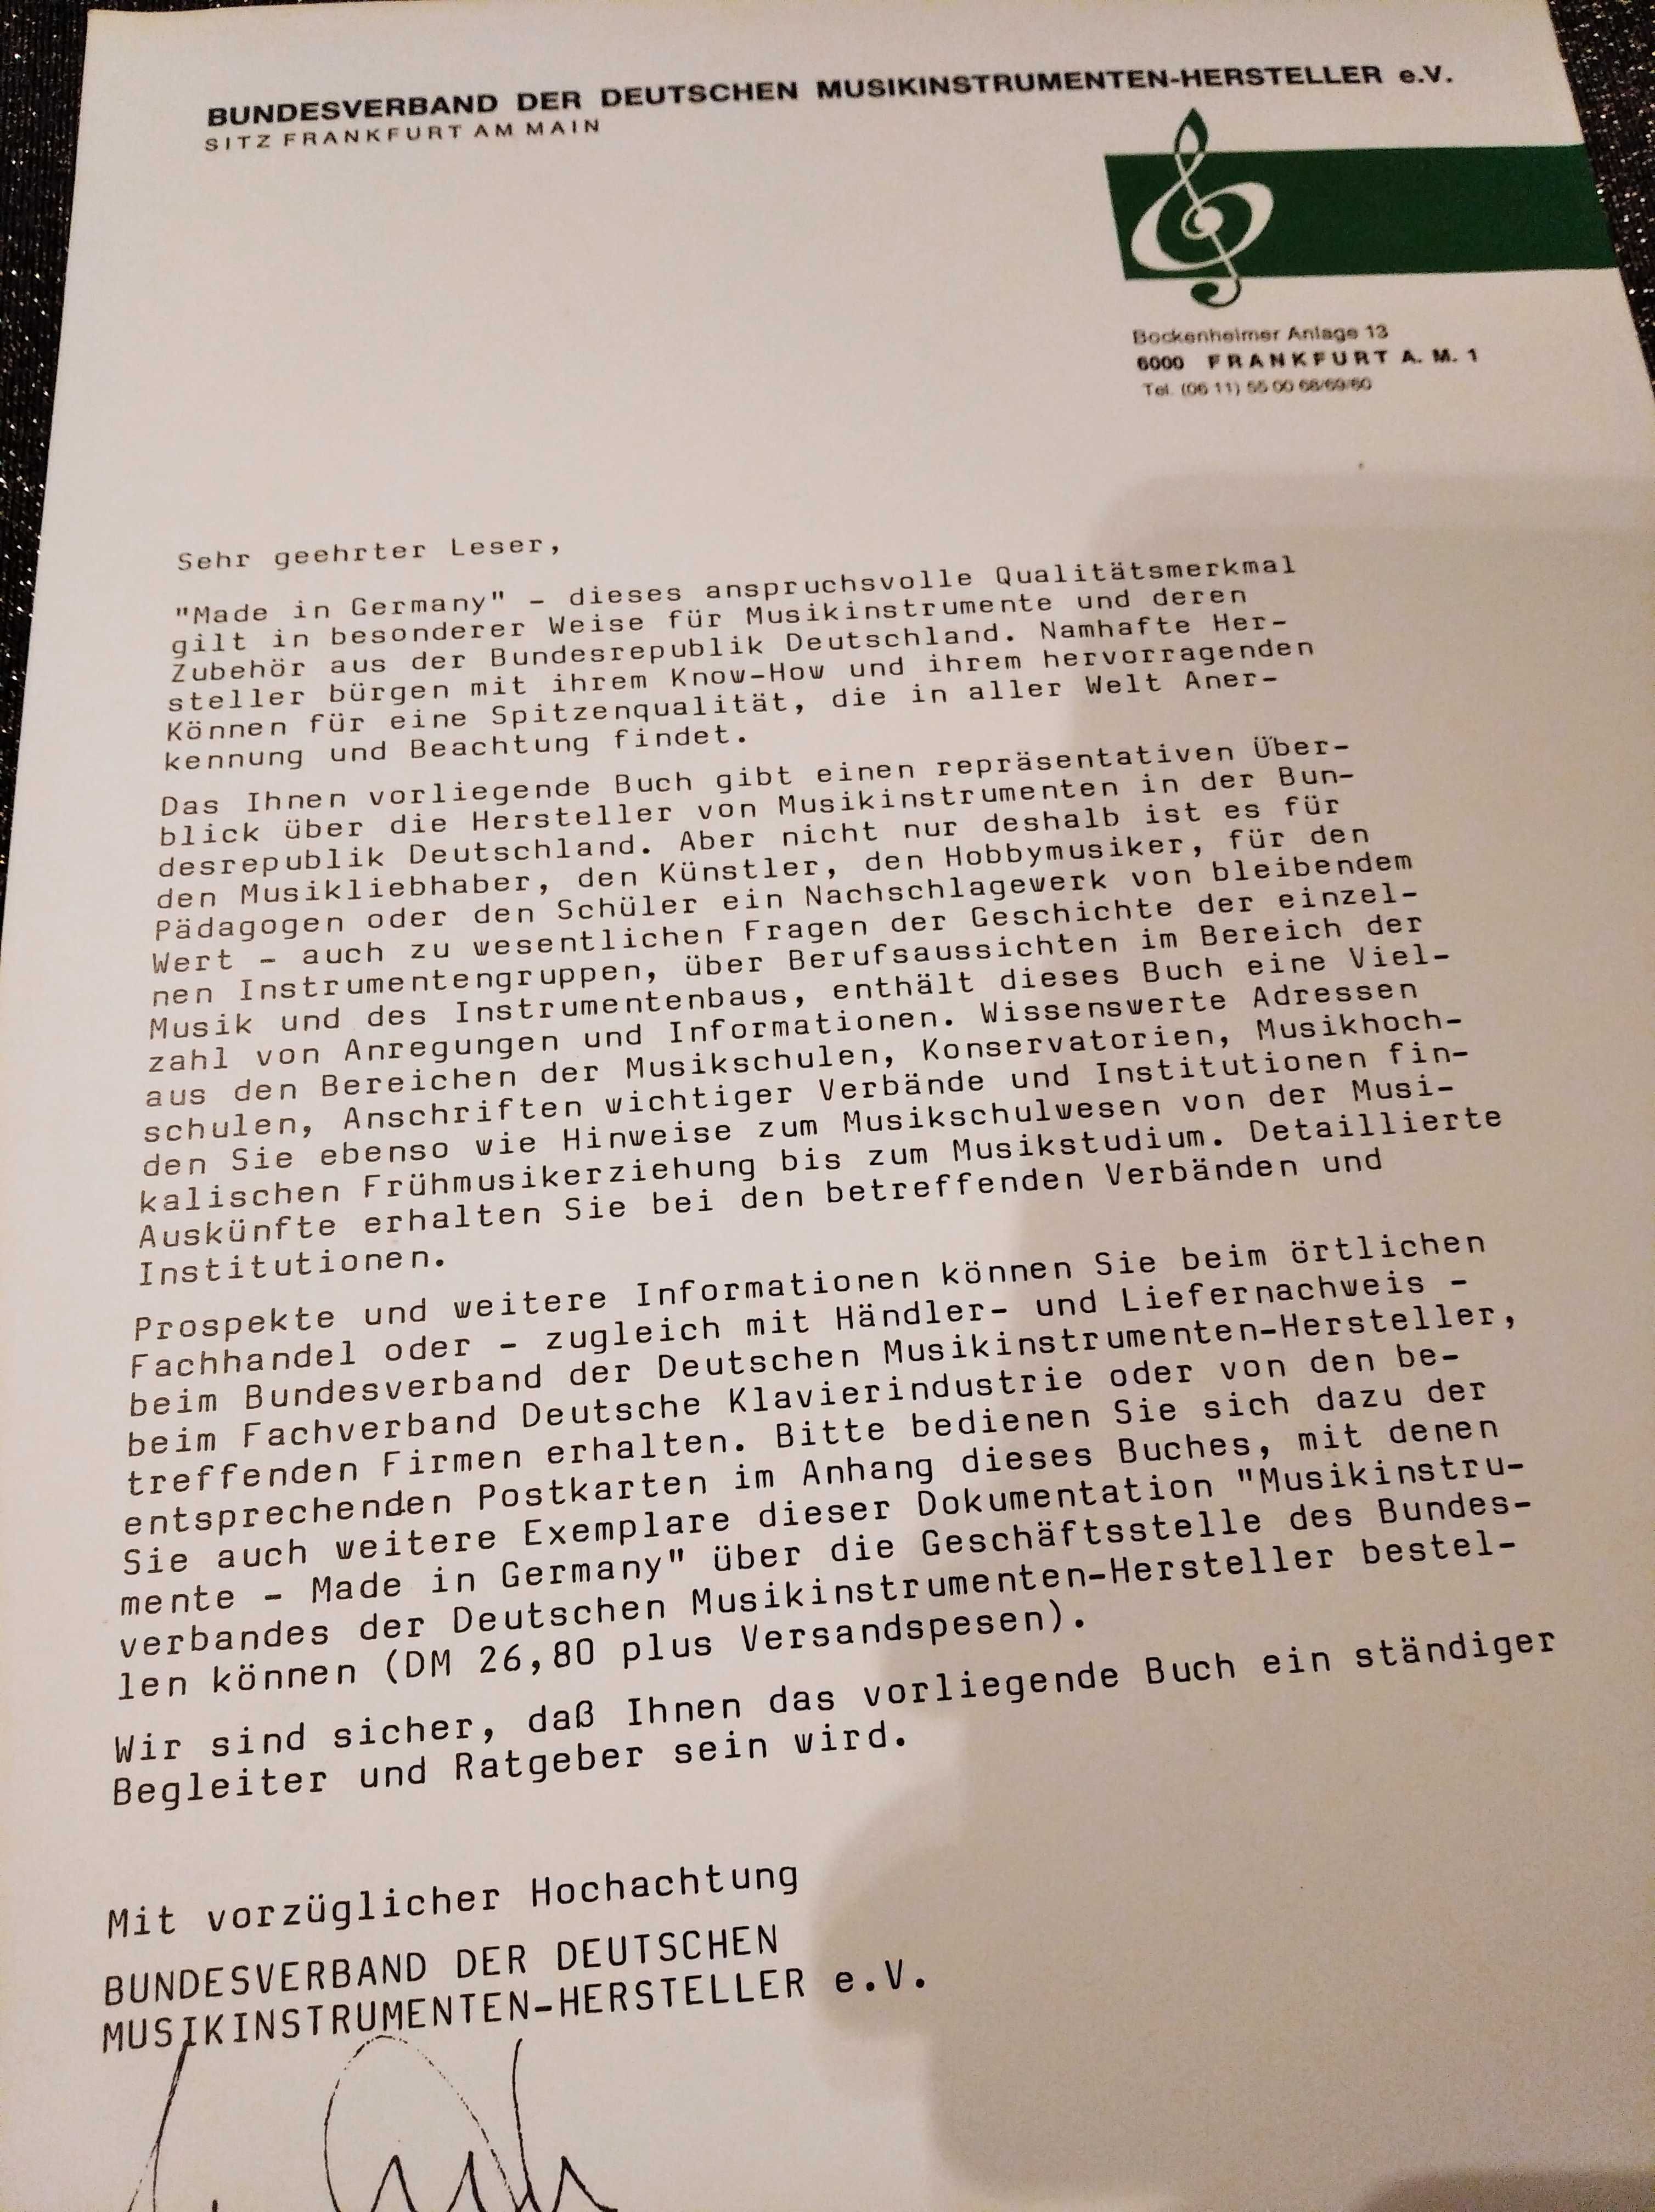 BUNDESVERBAND DER DEUTSCHEN MUSIKINSTRUMENTEN-HERSTELLER e.V.
SITZ FRANKFURT AM MAIN
Bockenheimer Anlage 13
6000 FRANKFURT A. M. 1
Tel. (06 11) 55 00
Sehr geehrter Leser,
"Made in Germany" - dieses anspruchsvolle Qualitätsmerkmal
gilt in besonderer Weise für Musikinstrumente und deren
Zubehör aus der Bundesrepublik Deutschland. Namhafte Her-
steller bürgen mit ihrem Know-How und ihrem hervorragenden
Können für eine Spitzenqualität, die in aller Welt Aner-
kennung und Beachtung findet.
Das Ihnen vorliegende Buch gibt einen repräsentativen Über-
blick über die Hersteller von Musikinstrumenten in der Bun-
desrepublik Deutschland. Aber nicht nur deshalb ist es für
den Musikliebhaber, den Künstler, den Hobbymusiker, für den
Pädagogen oder den Schüler ein Nachschlagewerk von bleibendem
Wert - auch zu wesentlichen Fragen der Geschichte der einzel-
nen Instrumentengruppen, über Berufsaussichten im Bereich der
Musik und des Instrumentenbaus, enthält dieses Buch eine Viel-
zahl von Anregungen und Informationen. Wissenswerte Adressen
aus den Bereichen der Musikschulen, Konservatorien, Musikhoch-
schulen, Anschriften wichtiger Verbände und Institutionen fin-
den Sie ebenso wie Hinweise zum Musikschulwesen von der Musi-
kalischen Frühmusikerziehung bis zum Musikstudium. Detaillierte
Auskünfte erhalten Sie bei den betreffenden Verbänden und
Institutionen.
Prospekte und weitere Informationen können Sie beim örtlichen
Fachhandel oder - zugleich mit Händler- und Liefernachweis -
beim Bundesverband der Deutschen Musikinstrumenten-Hersteller,
beim Fachverband Deutsche Klavierindustrie oder von den be-
treffenden Firmen erhalten. Bitte bedienen Sie sich dazu der
entsprechenden Postkarten im Anhang dieses Buches, mit denen
Sie auch weitere Exemplare dieser Dokumentation "Musikinstru-
mente - Made in Germany" über die Geschäftsstelle des Bundes-
verbandes der Deutschen Musikinstrumenten-Hersteller bestel-
len können (DM 26,80 plus Versandspesen).
Wir sind sicher, daß Ihnen das vorliegende Buch ein ständiger
Begleiter und Ratgeber sein wird.
Mit vorzüglicher Hochachtung
BUNDESVERBAND DER DEUTSCHEN
MUSIKINSTRUMENTEN-HERSTELLER e.V.